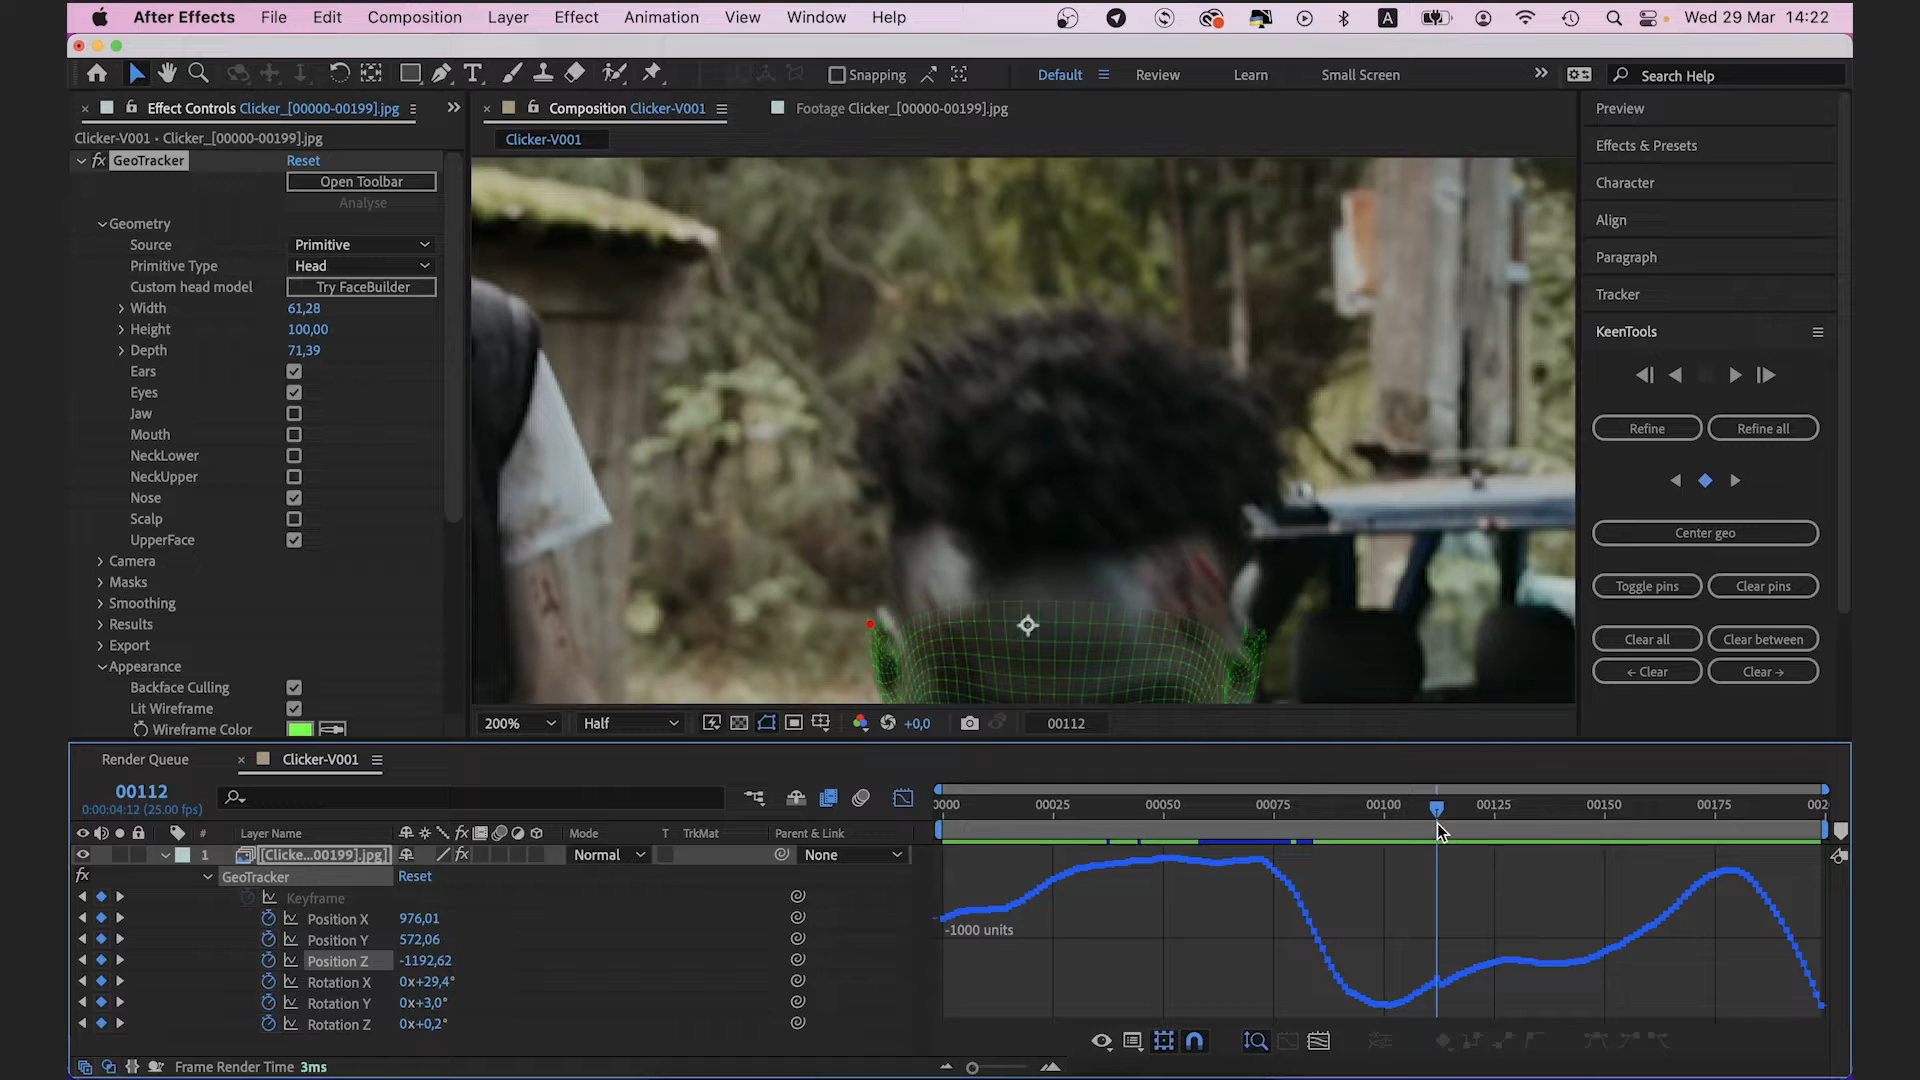 After Effects File Edit Composition Layer Effect Animation View Window Help A Wed 29 Mar 14:22
Snapping Default Review Learn Small Screen Search Help
Effect Controls Clicker_[00000-00199].jpg
Composition Clicker-V001
Footage Clicker_[00000-00199].jpg
Clicker-V001 • Clicker_[00000-00199].jpg
Clicker-V001
fx GeoTracker Reset
Open Toolbar
Analyse
Geometry
Source Primitive
Primitive Type Head
Custom head model Try FaceBuilder
Width 61,28
Height 100,00
Depth 71,39
Ears
Eyes
Jaw
Mouth
NeckLower
NeckUpper
Nose
Scalp
UpperFace
Camera
Masks
Smoothing
Results
Export
Appearance
Backface Culling
Lit Wireframe
Wireframe Color
200% Half +0,0 00112
Preview
Effects & Presets
Character
Align
Paragraph
Tracker
KeenTools
Refine Refine all
Center geo
Toggle pins Clear pins
Clear all Clear between
← Clear Clear →
Render Queue Clicker-V001
00112
0:00:04:12 (25.00 fps)
0000 00025 00050 00075 00100 00125 00150 00175 0020
# Layer Name fx Mode T TrkMat Parent & Link
1 [Clicke...00199].jpg] fx Normal None
fx GeoTracker Reset
Keyframe
Position X 976,01
Position Y 572,06
Position Z -1192,62
Rotation X 0x+29,4°
Rotation Y 0x+3,0°
Rotation Z 0x+0,2°
-1000 units
Frame Render Time 3ms